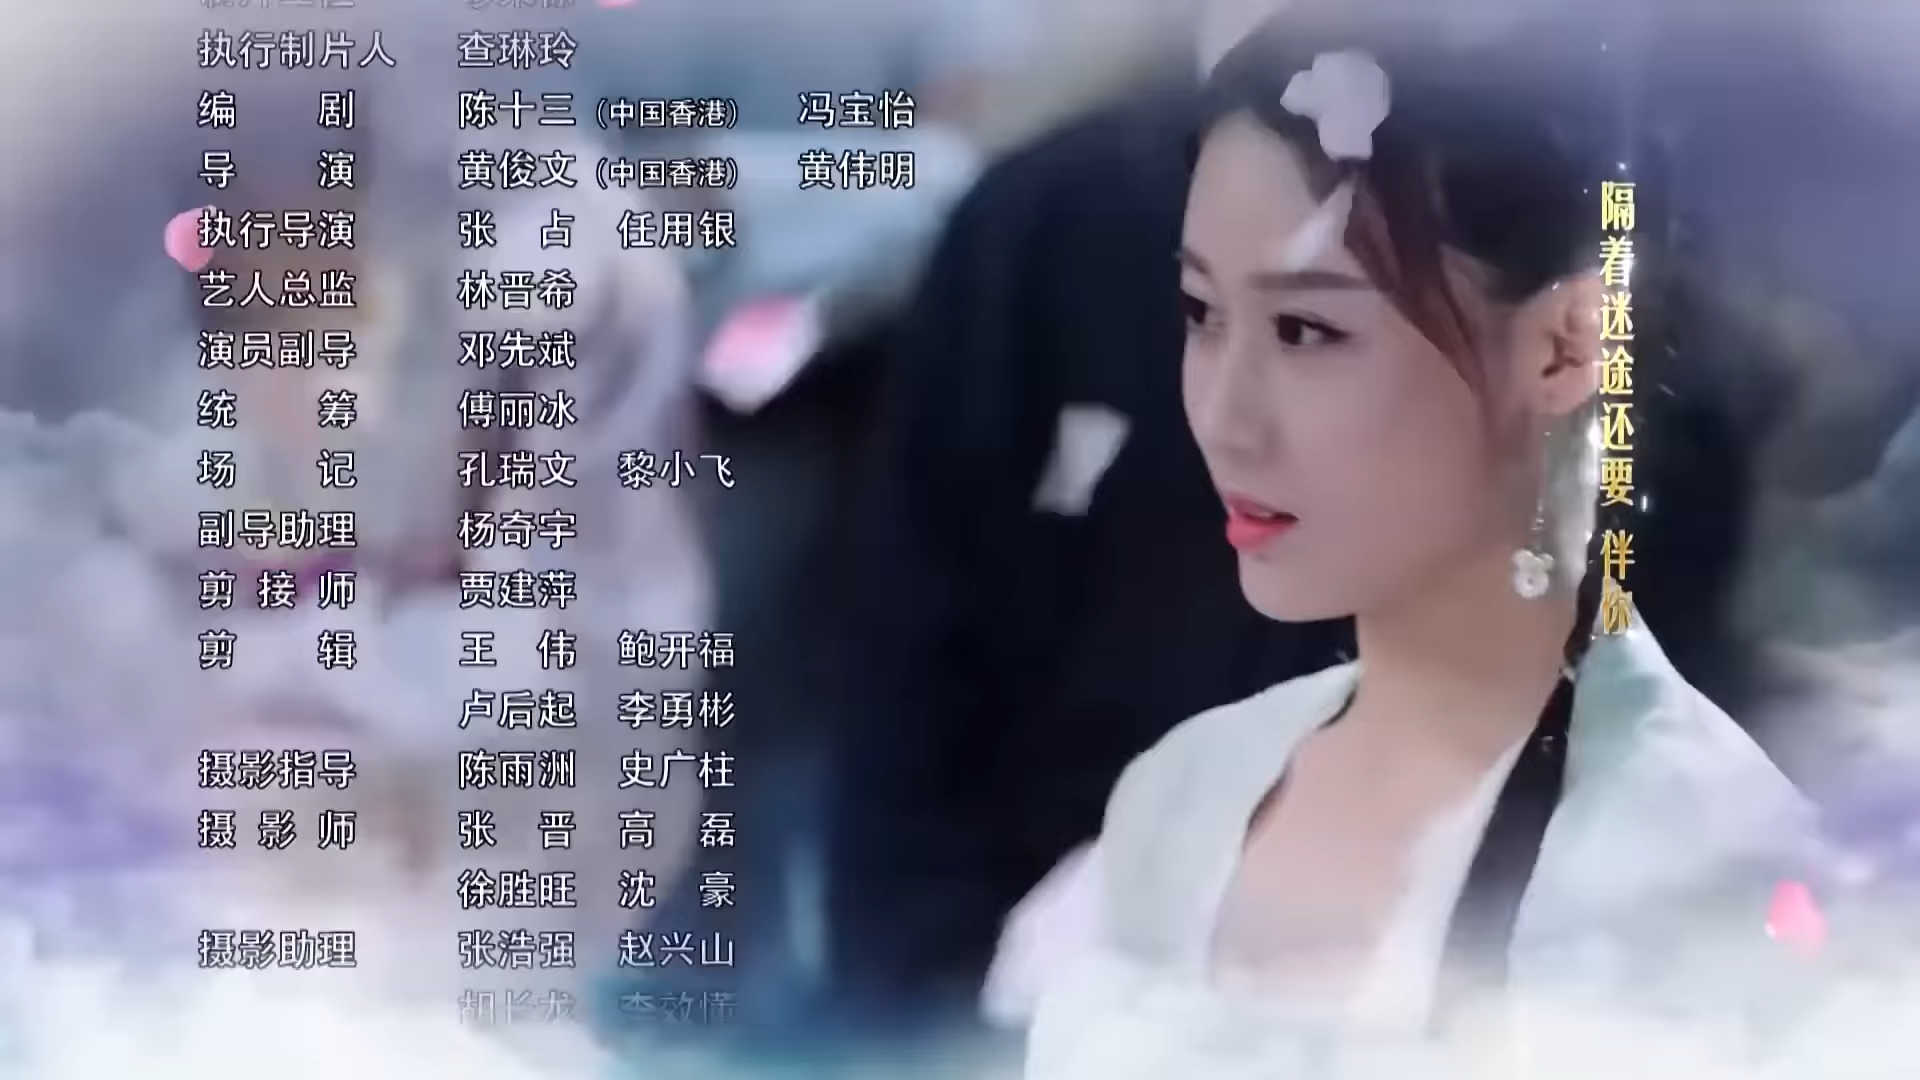 执行制片人 查琳玲
编剧 陈十三（中国香港） 冯宝怡
导演 黄俊文（中国香港） 黄伟明
执行导演 张占 任用银
艺人总监 林晋希
演员副导 邓先斌
统筹 傅丽冰
场记 孔瑞文 黎小飞
副导助理 杨奇宇
剪接师 贾建萍
剪辑 王伟 鲍开福
卢后起 李勇彬
摄影指导 陈雨洲 史广柱
摄影师 张晋 高磊
徐胜旺 沈豪
摄影助理 张浩强 赵兴山
胡长龙 李效懂
隔着迷途还要 伴你